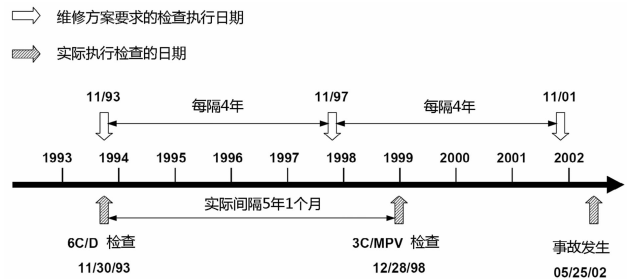 维修方案要求的检查执行日期
实际执行检查的日期
11/93 11/97 11/01
每隔4年 每隔4年
1993 1994 1995 1996 1997 1998 1999 2000 2001 2002
实际间隔5年1个月
6C/D 检查 3C/MPV 检查 事故发生
11/30/93 12/28/98 05/25/02